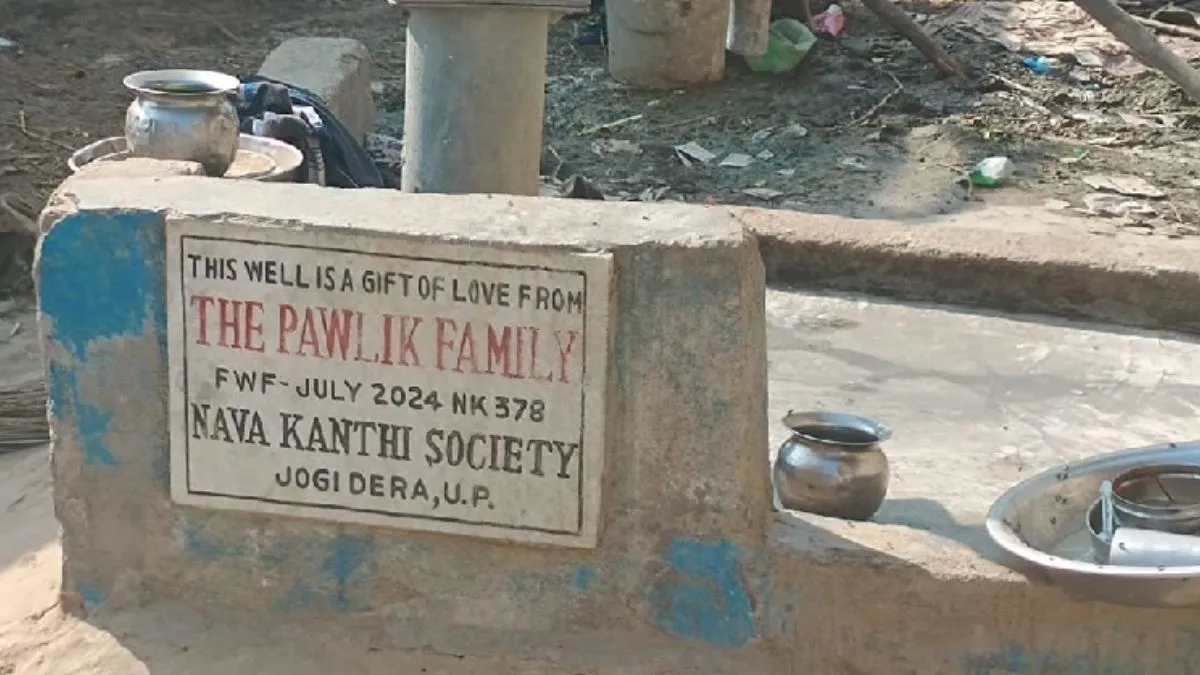 THIS WELL IS A GIFT OF LOVE FROM
THE PAWLIK FAMILY
FWF-JULY 2024 NK 378
NAVA KANTHI SOCIETY
JOGI DERA, U.P.